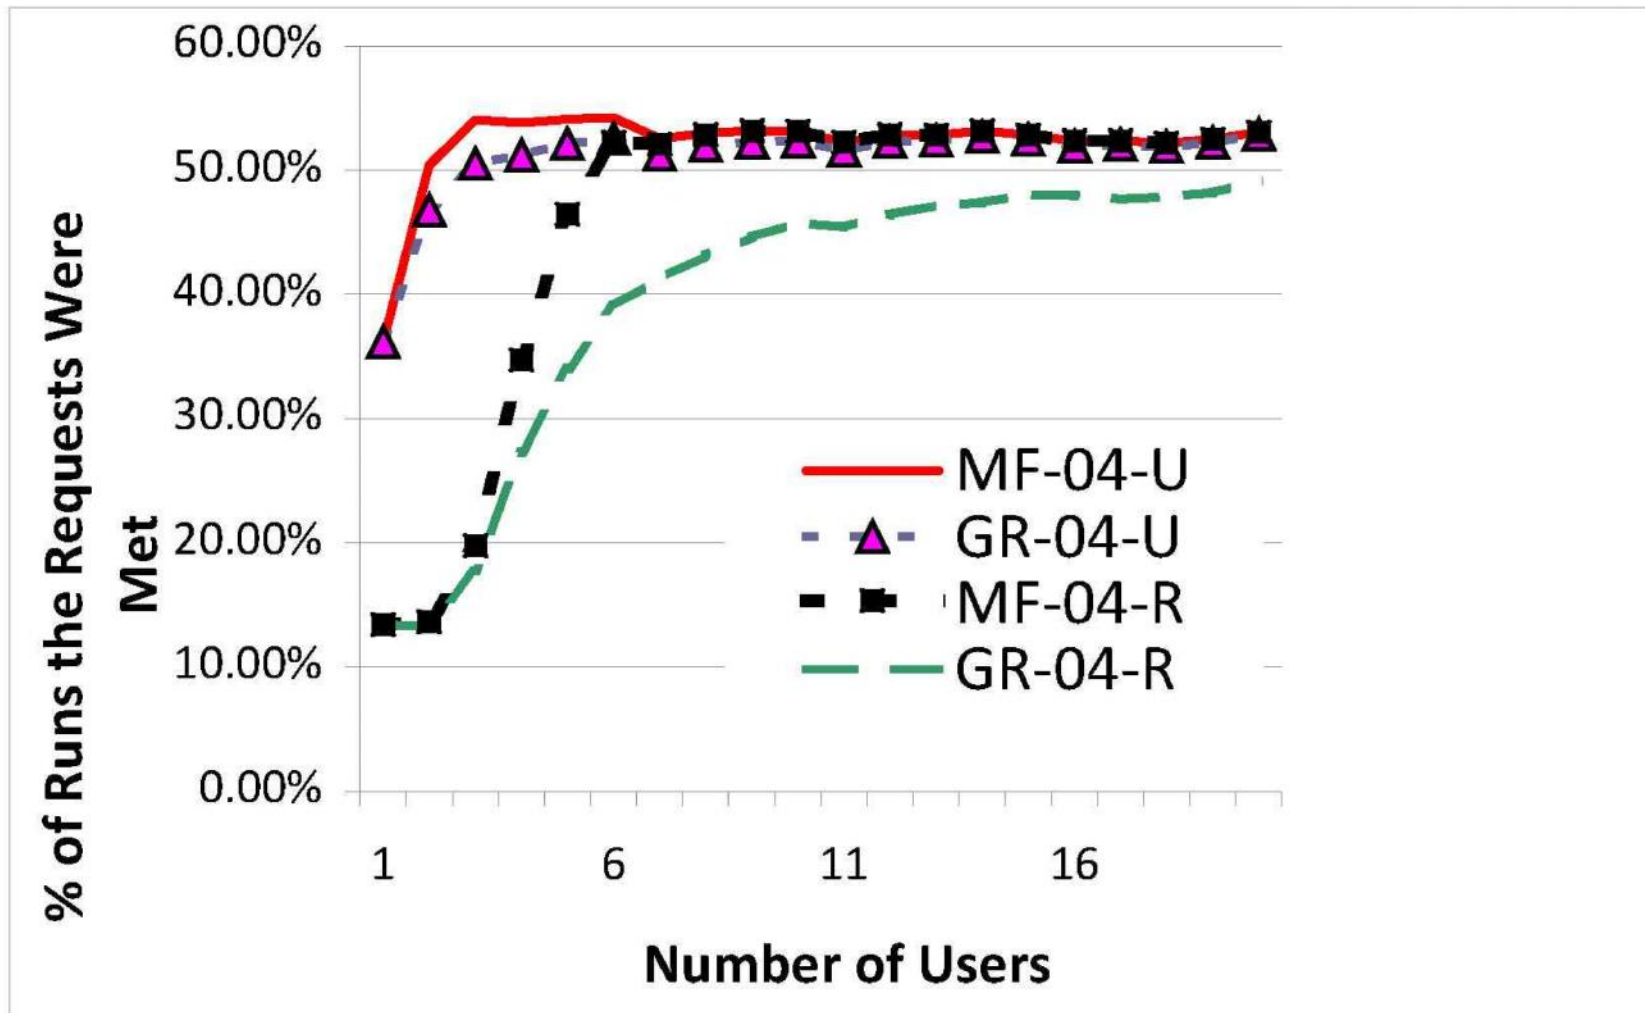 % of Runs the Requests Were
Met
60.00%
50.00%
40.00%
30.00%
20.00%
10.00%
0.00%
MF-04-U
GR-04-U
MF-04-R
GR-04-R
1 6 11 16
Number of Users